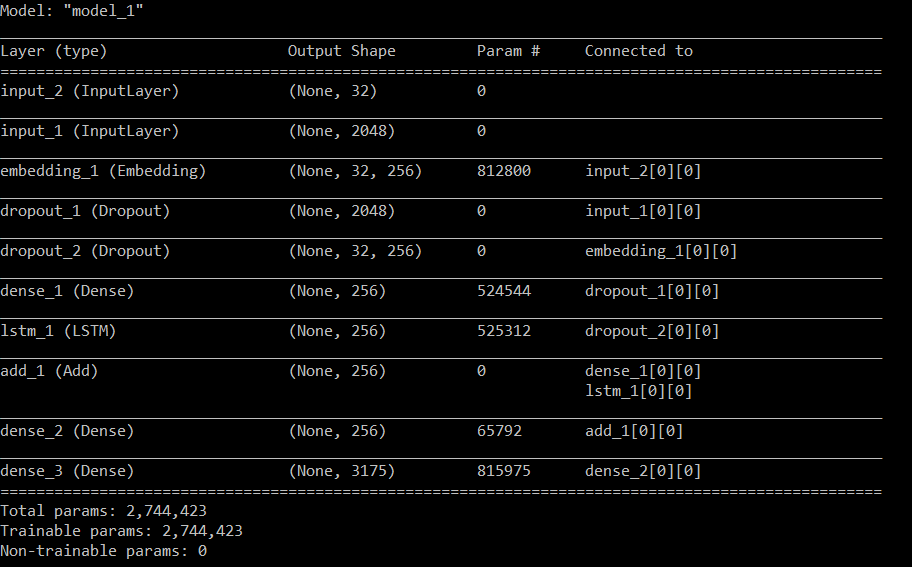 Model: "model_1"
Layer (type) Output Shape Param # Connected to
input_2 (InputLayer) (None, 32) 0
input_1 (InputLayer) (None, 2048) 0
embedding_1 (Embedding) (None, 32, 256) 812800 input_2[0][0]
dropout_1 (Dropout) (None, 2048) 0 input_1[0][0]
dropout_2 (Dropout) (None, 32, 256) 0 embedding_1[0][0]
dense_1 (Dense) (None, 256) 524544 dropout_1[0][0]
lstm_1 (LSTM) (None, 256) 525312 dropout_2[0][0]
add_1 (Add) (None, 256) 0 dense_1[0][0]
lstm_1[0][0]
dense_2 (Dense) (None, 256) 65792 add_1[0][0]
dense_3 (Dense) (None, 3175) 815975 dense_2[0][0]
Total params: 2,744,423
Trainable params: 2,744,423
Non-trainable params: 0